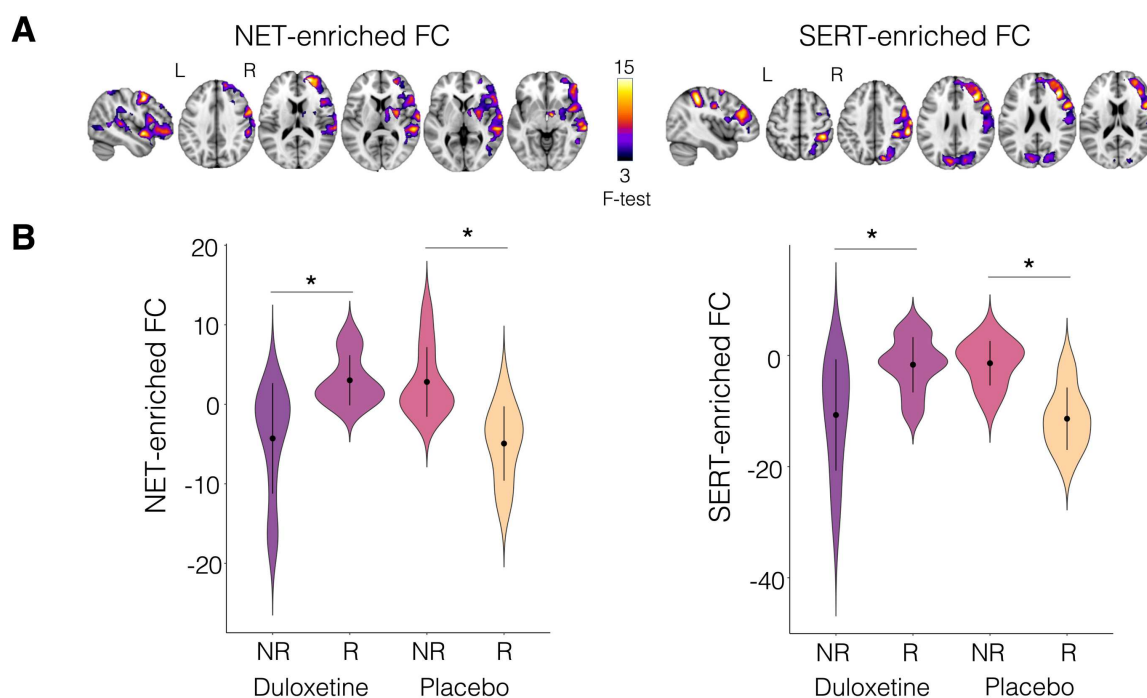 A
NET-enriched FC
SERT-enriched FC
L R
15
3
F-test
L R
B
*
*
20
10
0
-10
-20
NET-enriched FC
NR R NR R
Duloxetine Placebo
*
*
0
-20
-40
SERT-enriched FC
NR R NR R
Duloxetine Placebo